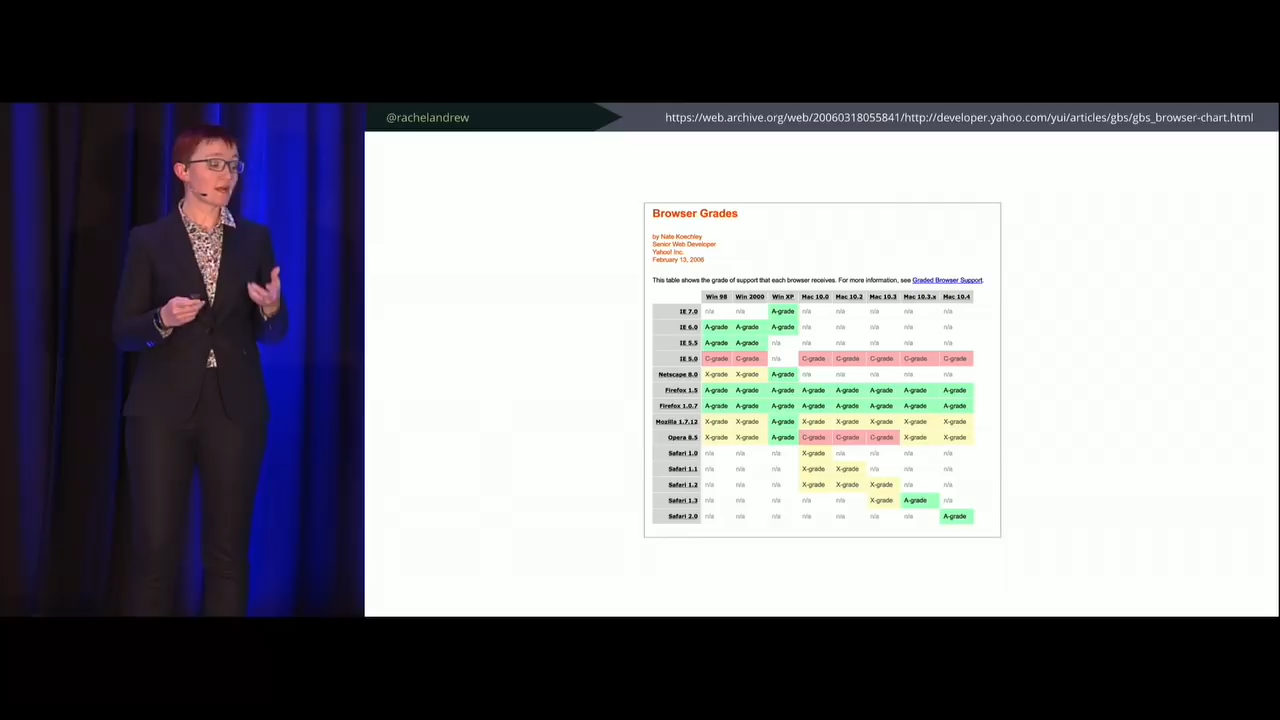 @rachelandrew
https://web.archive.org/web/20060318055841/http://developer.yahoo.com/yui/articles/gbs/gbs_browser-chart.html
Browser Grades
by Nate Koechley
Senior Web Developer
Yahoo! Inc.
February 13, 2006
This table shows the grade of support that each browser receives. For more information, see Graded Browser Support.
Win 98 Win 2000 Win XP Mac 10.0 Mac 10.2 Mac 10.3 Mac 10.3.x Mac 10.4
IE 7.0 n/a n/a A-grade n/a n/a n/a n/a n/a
IE 6.0 A-grade A-grade A-grade n/a n/a n/a n/a n/a
IE 5.5 A-grade A-grade n/a n/a n/a n/a n/a n/a
IE 5.0 C-grade C-grade n/a C-grade C-grade C-grade C-grade C-grade
Netscape 8.0 X-grade X-grade A-grade n/a n/a n/a n/a n/a
Firefox 1.5 A-grade A-grade A-grade A-grade A-grade A-grade A-grade A-grade
Firefox 1.0.7 A-grade A-grade A-grade A-grade A-grade A-grade A-grade A-grade
Mozilla 1.7.12 X-grade X-grade A-grade X-grade X-grade X-grade X-grade X-grade
Opera 8.5 X-grade X-grade A-grade C-grade C-grade C-grade X-grade X-grade
Safari 1.0 n/a n/a n/a X-grade n/a n/a n/a n/a
Safari 1.1 n/a n/a n/a X-grade X-grade n/a n/a n/a
Safari 1.2 n/a n/a n/a X-grade X-grade X-grade n/a n/a
Safari 1.3 n/a n/a n/a n/a n/a X-grade A-grade n/a
Safari 2.0 n/a n/a n/a n/a n/a n/a n/a A-grade